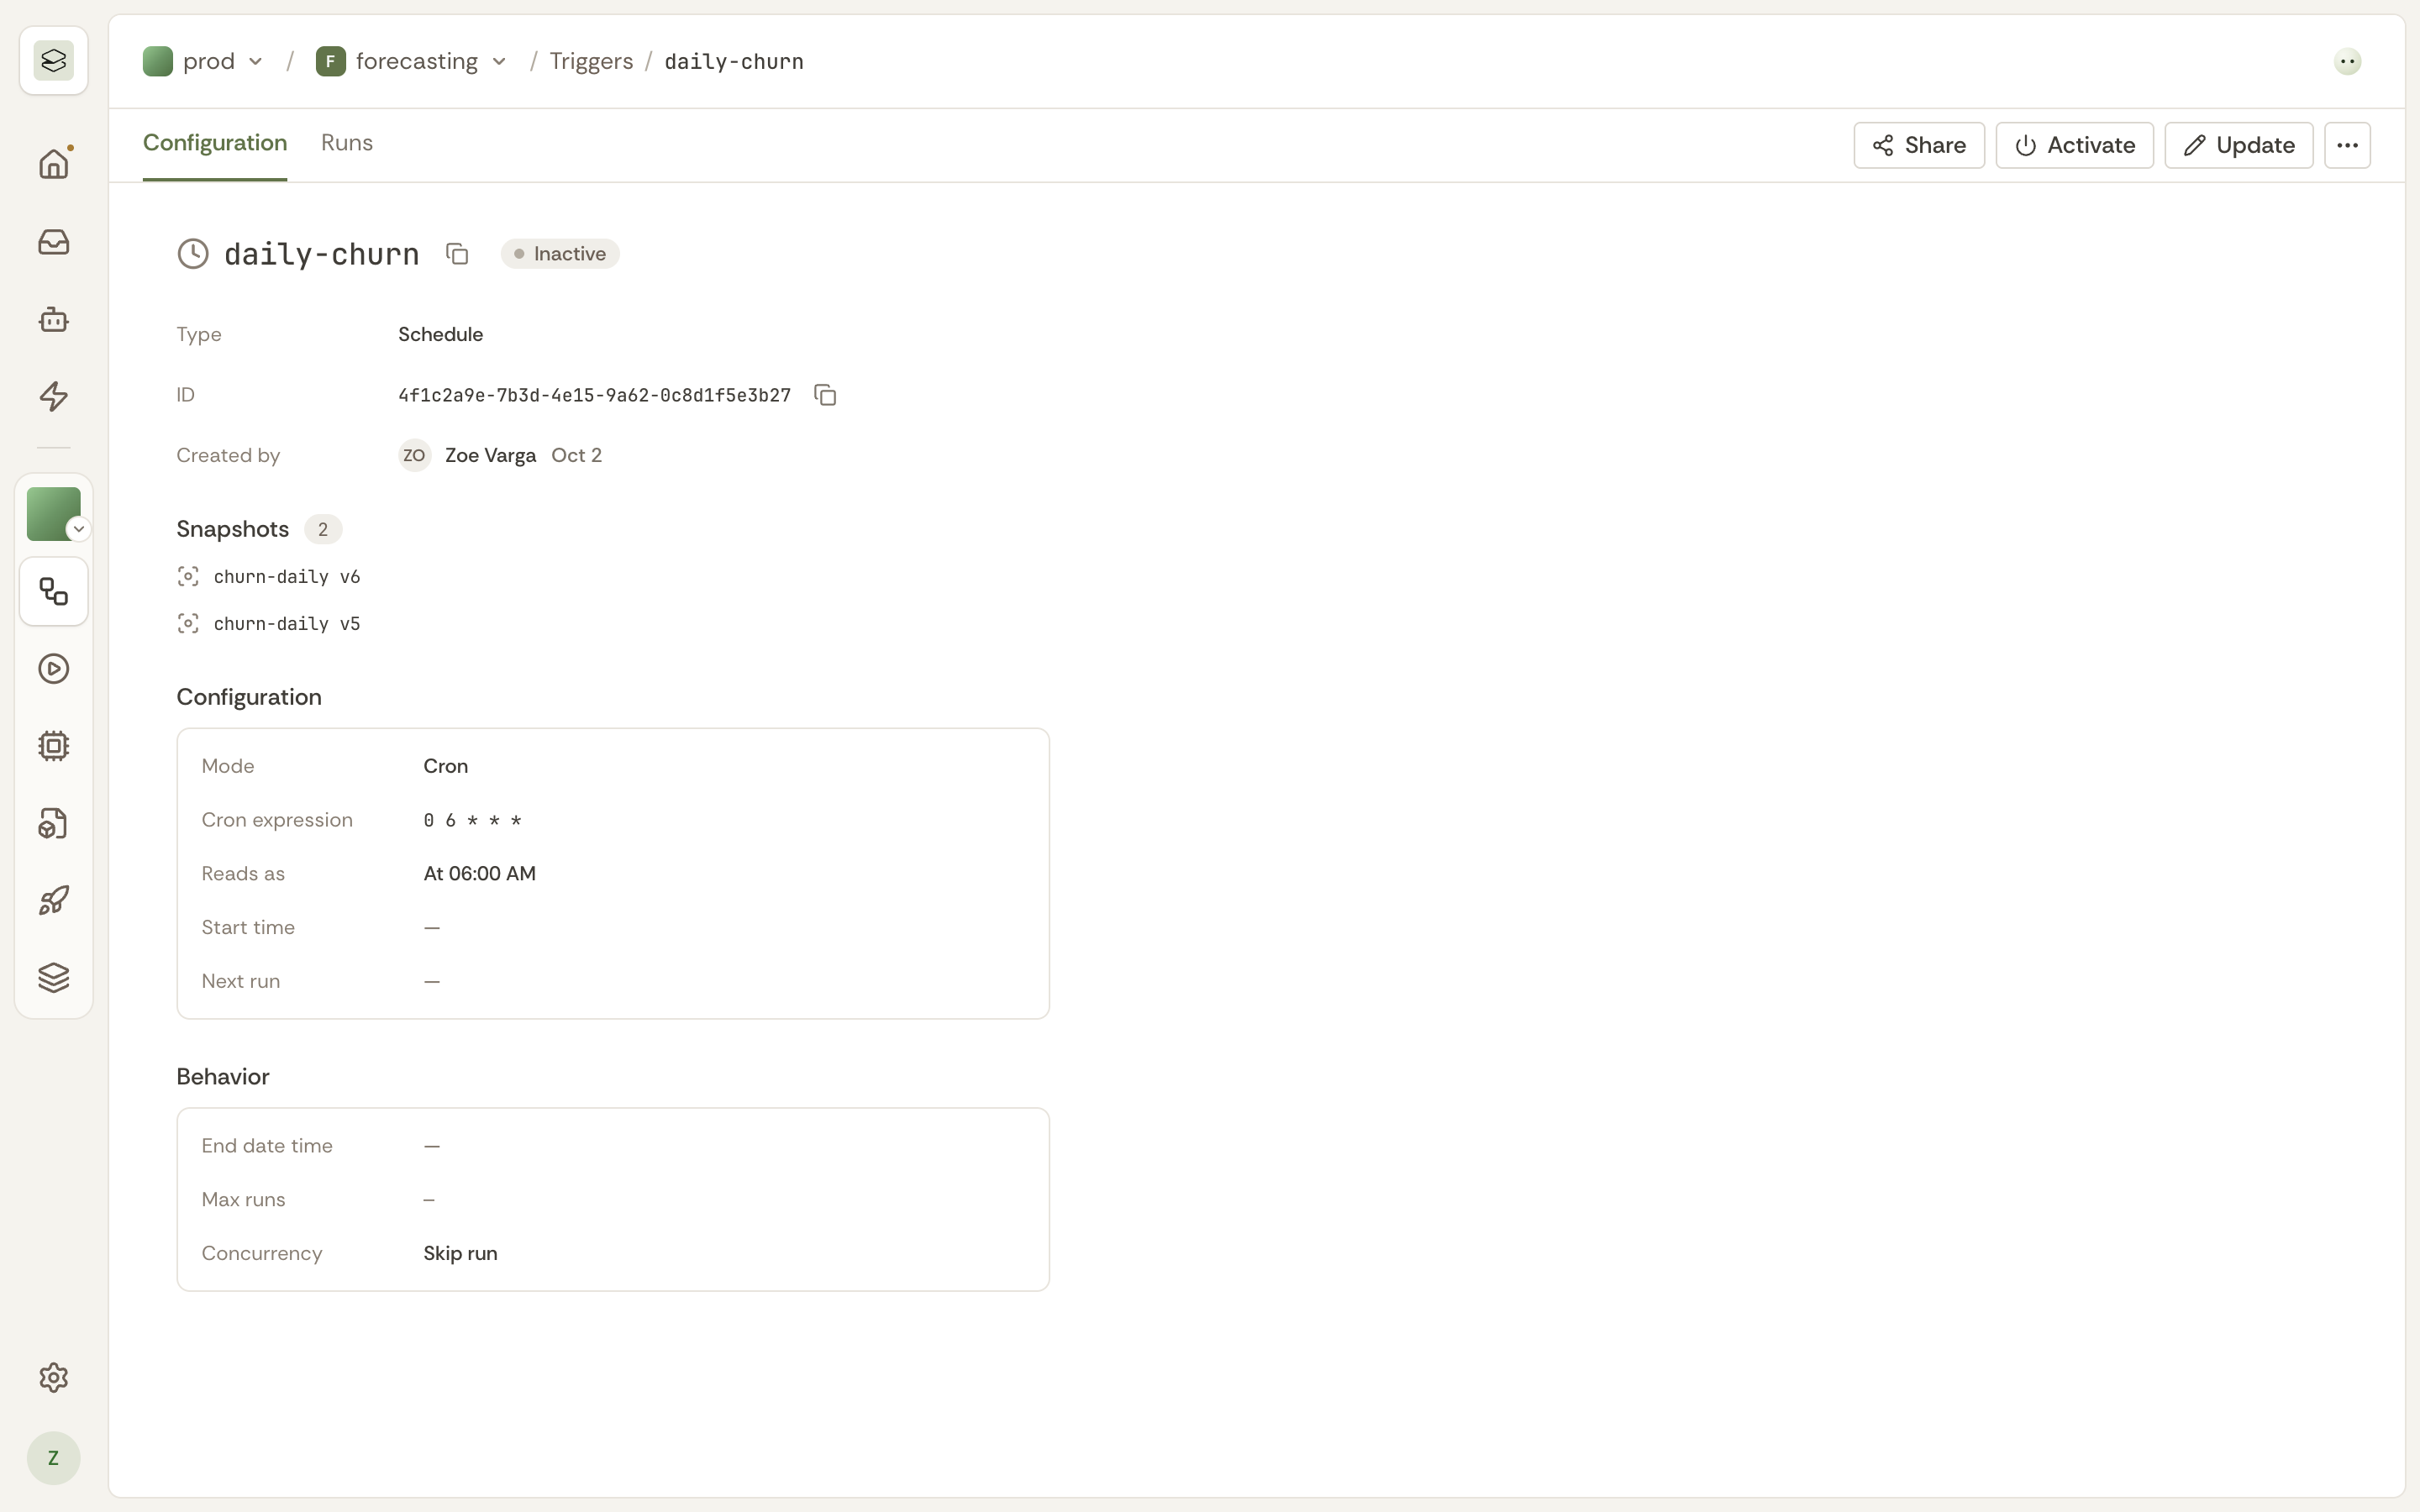 prod / F forecasting / Triggers / daily-churn
Configuration Runs Share Activate Update
daily-churn Inactive
Type Schedule
ID 4f1c2a9e-7b3d-4e15-9a62-0c8d1f5e3b27
Created by ZO Zoe Varga Oct 2
Snapshots 2
churn-daily v6
churn-daily v5
Configuration
Mode Cron
Cron expression 0 6 * * *
Reads as At 06:00 AM
Start time —
Next run —
Behavior
End date time —
Max runs –
Concurrency Skip run
Z